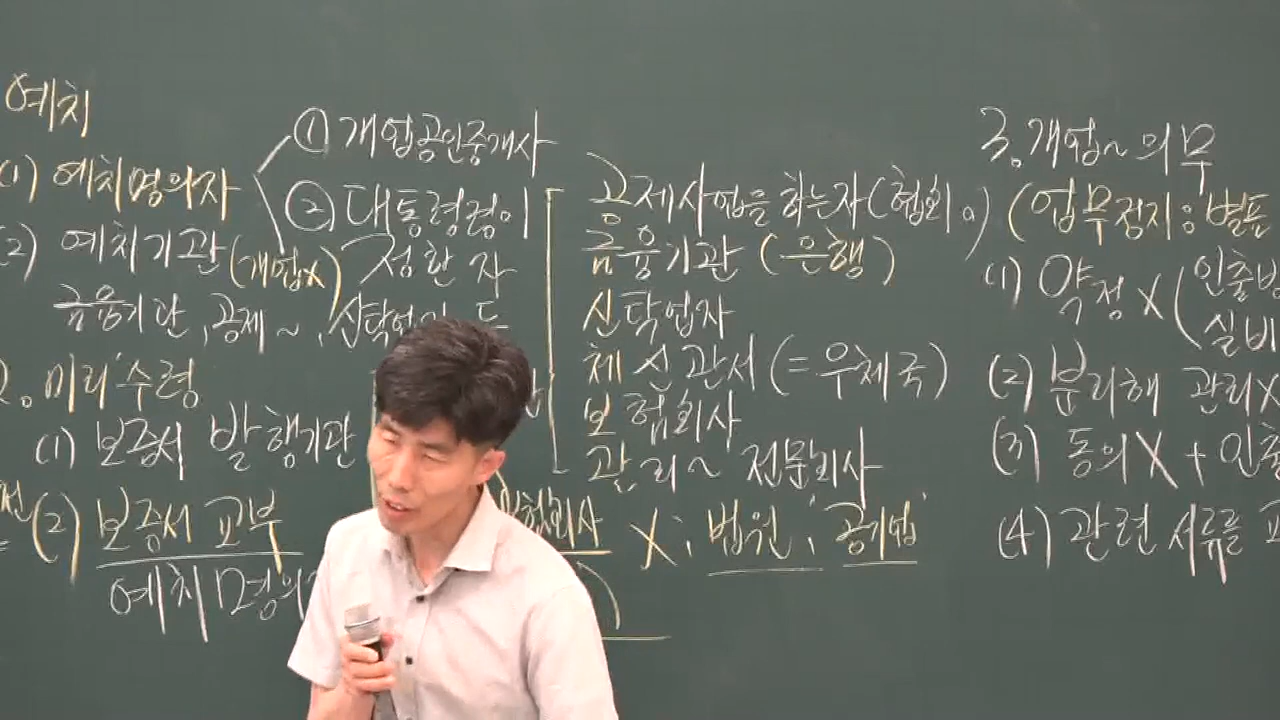 예치
(1) 예치명의자
① 개업공인중개사
② 대통령령이
정한 자
(2) 예치기관(개업X)
금융기관, 공제~, 신탁업자 등
2. 미리 수령
(1) 보증서 발행기관
(2) 보증서 교부
예치명의
공제사업을 하는자(협회 o)
금융기관 (은행)
신탁업자
체신관서(=우체국)
보험회사
관리~ 전문회사
보험회사 X; 법원; 공기업
3. 개업~ 의무
(업무정지 : 별표
(1) 약정X(인출
실비
(2) 분리해 관리X
(3) 동의X + 인출
(4) 관련 서류를